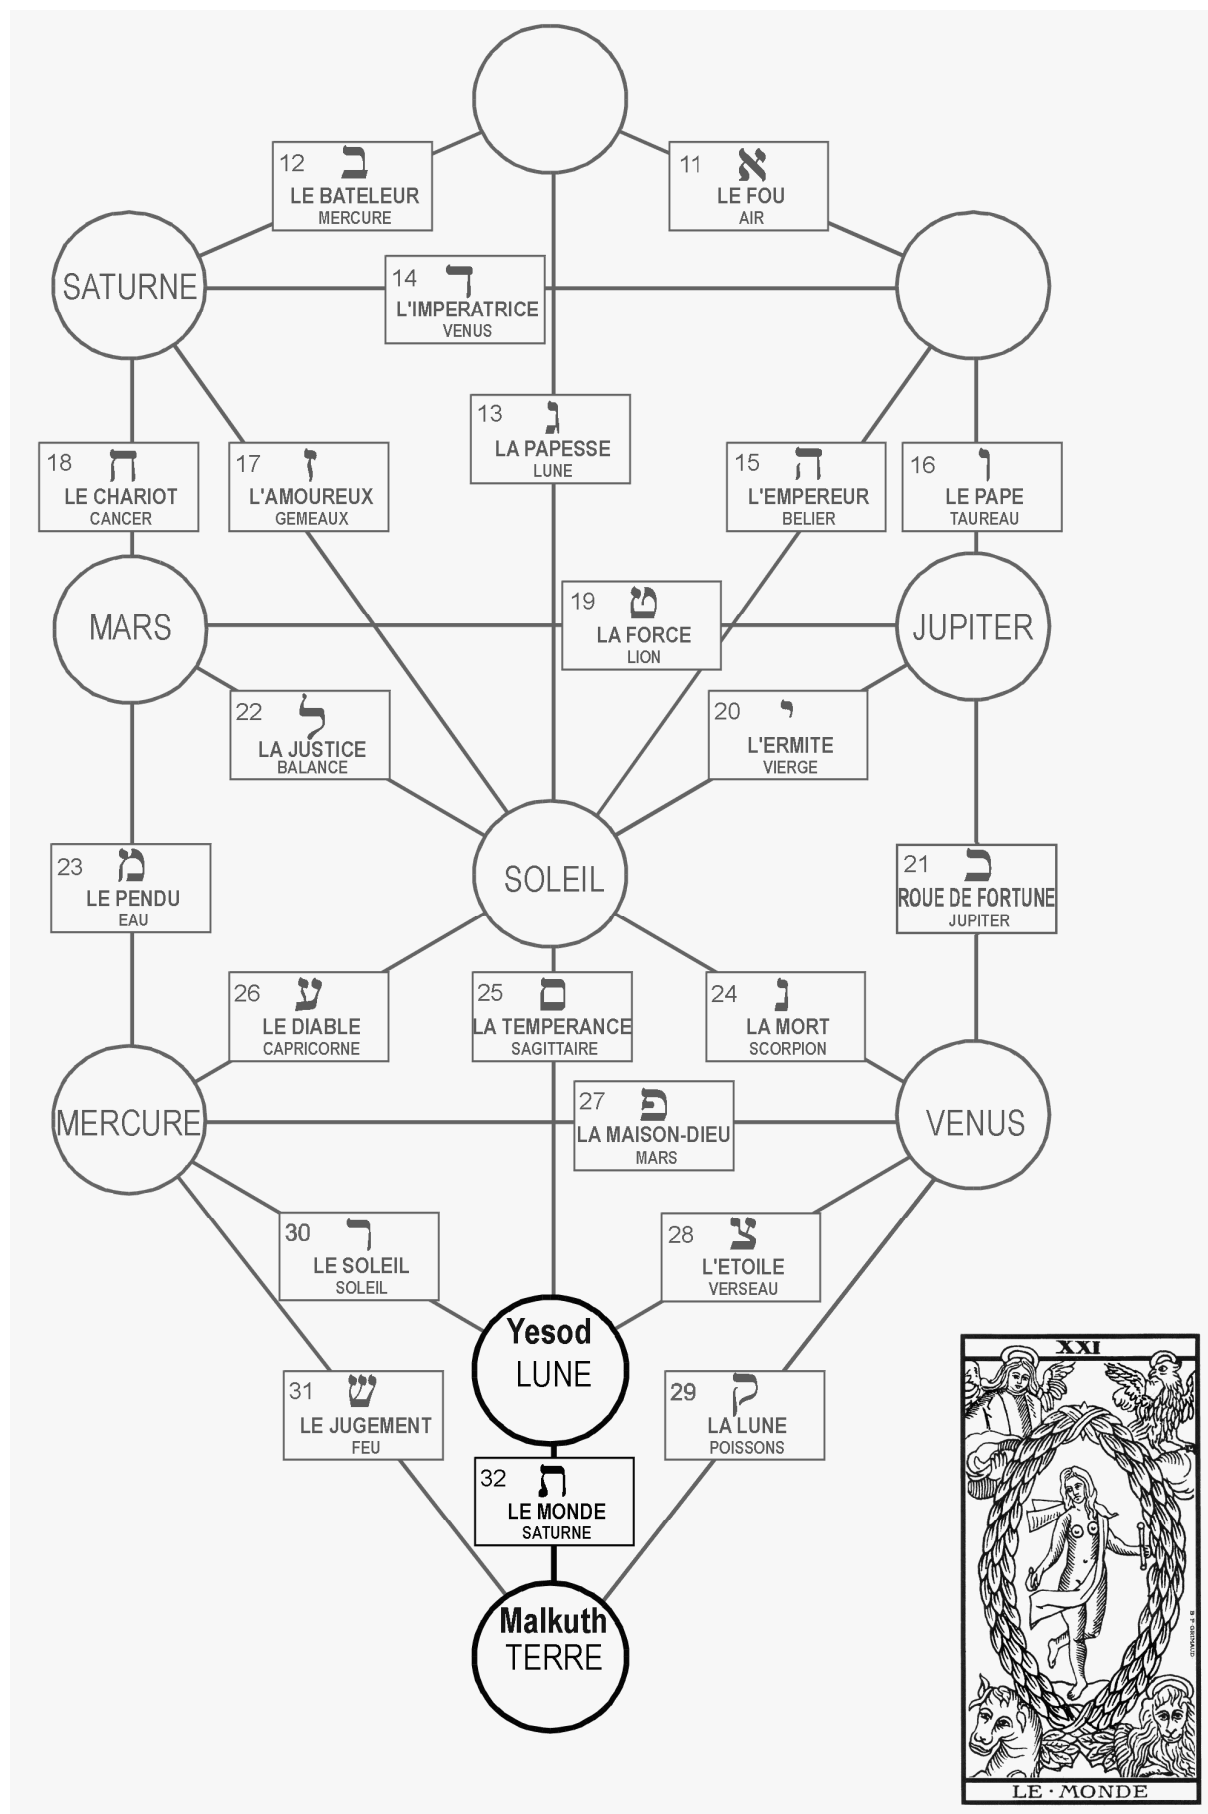 12 ב
LE BATELEUR
MERCURE
11 א
LE FOU
AIR
SATURNE
14 ד
L'IMPERATRICE
VENUS
13 ג
LA PAPESSE
LUNE
18 ח
LE CHARIOT
CANCER
17 ז
L'AMOUREUX
GEMEAUX
15 ה
L'EMPEREUR
BELIER
16 ו
LE PAPE
TAUREAU
MARS
19 ט
LA FORCE
LION
JUPITER
22 ל
LA JUSTICE
BALANCE
20 י
L'ERMITE
VIERGE
23 מ
LE PENDU
EAU
SOLEIL
21 כ
ROUE DE FORTUNE
JUPITER
26 ע
LE DIABLE
CAPRICORNE
25 ם
LA TEMPERANCE
SAGITTAIRE
24 נ
LA MORT
SCORPION
MERCURE
27 פ
LA MAISON-DIEU
MARS
VENUS
30 ר
LE SOLEIL
SOLEIL
28 צ
L'ETOILE
VERSEAU
Yesod
LUNE
31 ש
LE JUGEMENT
FEU
29 ק
LA LUNE
POISSONS
32 ת
LE MONDE
SATURNE
Malkuth
TERRE
XXI
B P GRIMAUD
LE · MONDE